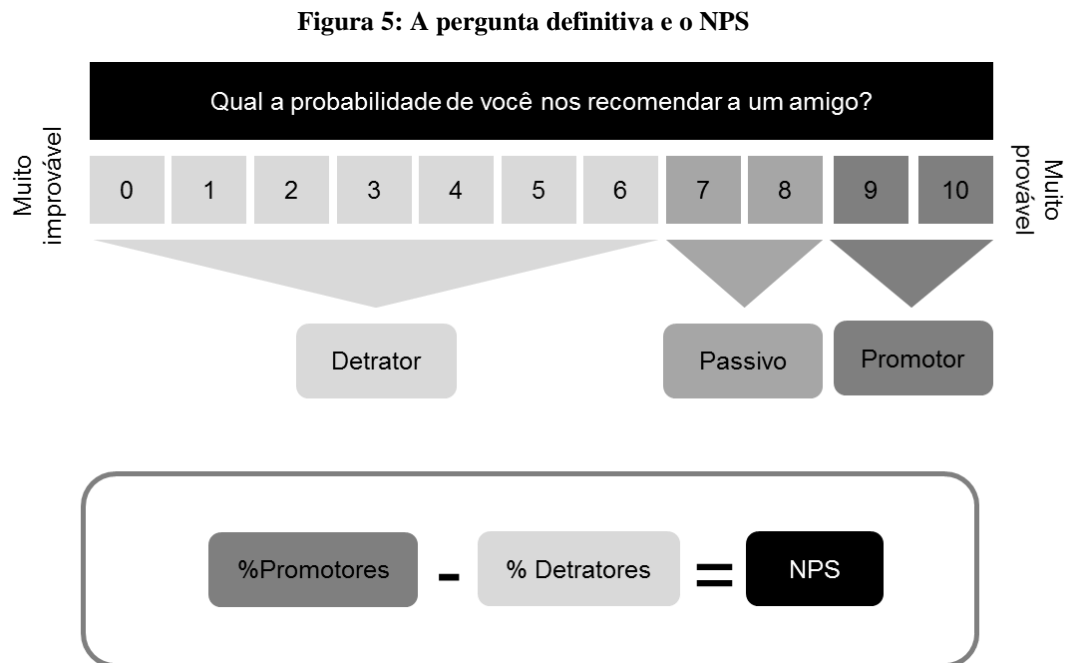 Figura 5: A pergunta definitiva e o NPS
Qual a probabilidade de você nos recomendar a um amigo?
Muito
improvável
0 1 2 3 4 5 6 7 8 9 10
Muito
provável
Detrator Passivo Promotor
%Promotores - % Detratores = NPS